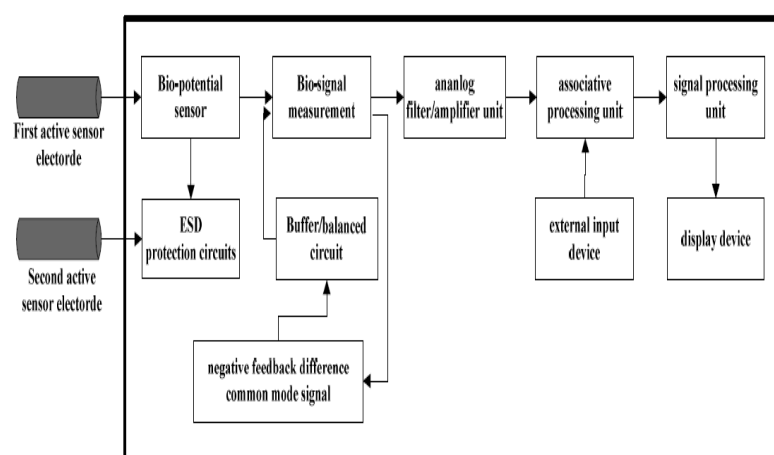 Bio-potential
sensor
Bio-signal
measurement
ananlog
filter/amplifier unit
associative
processing unit
signal processing
unit
First active sensor
electorde
ESD
protection circuits
Buffer/balanced
circuit
external input
device
display device
Second active
sensor electorde
negative feedback difference
common mode signal